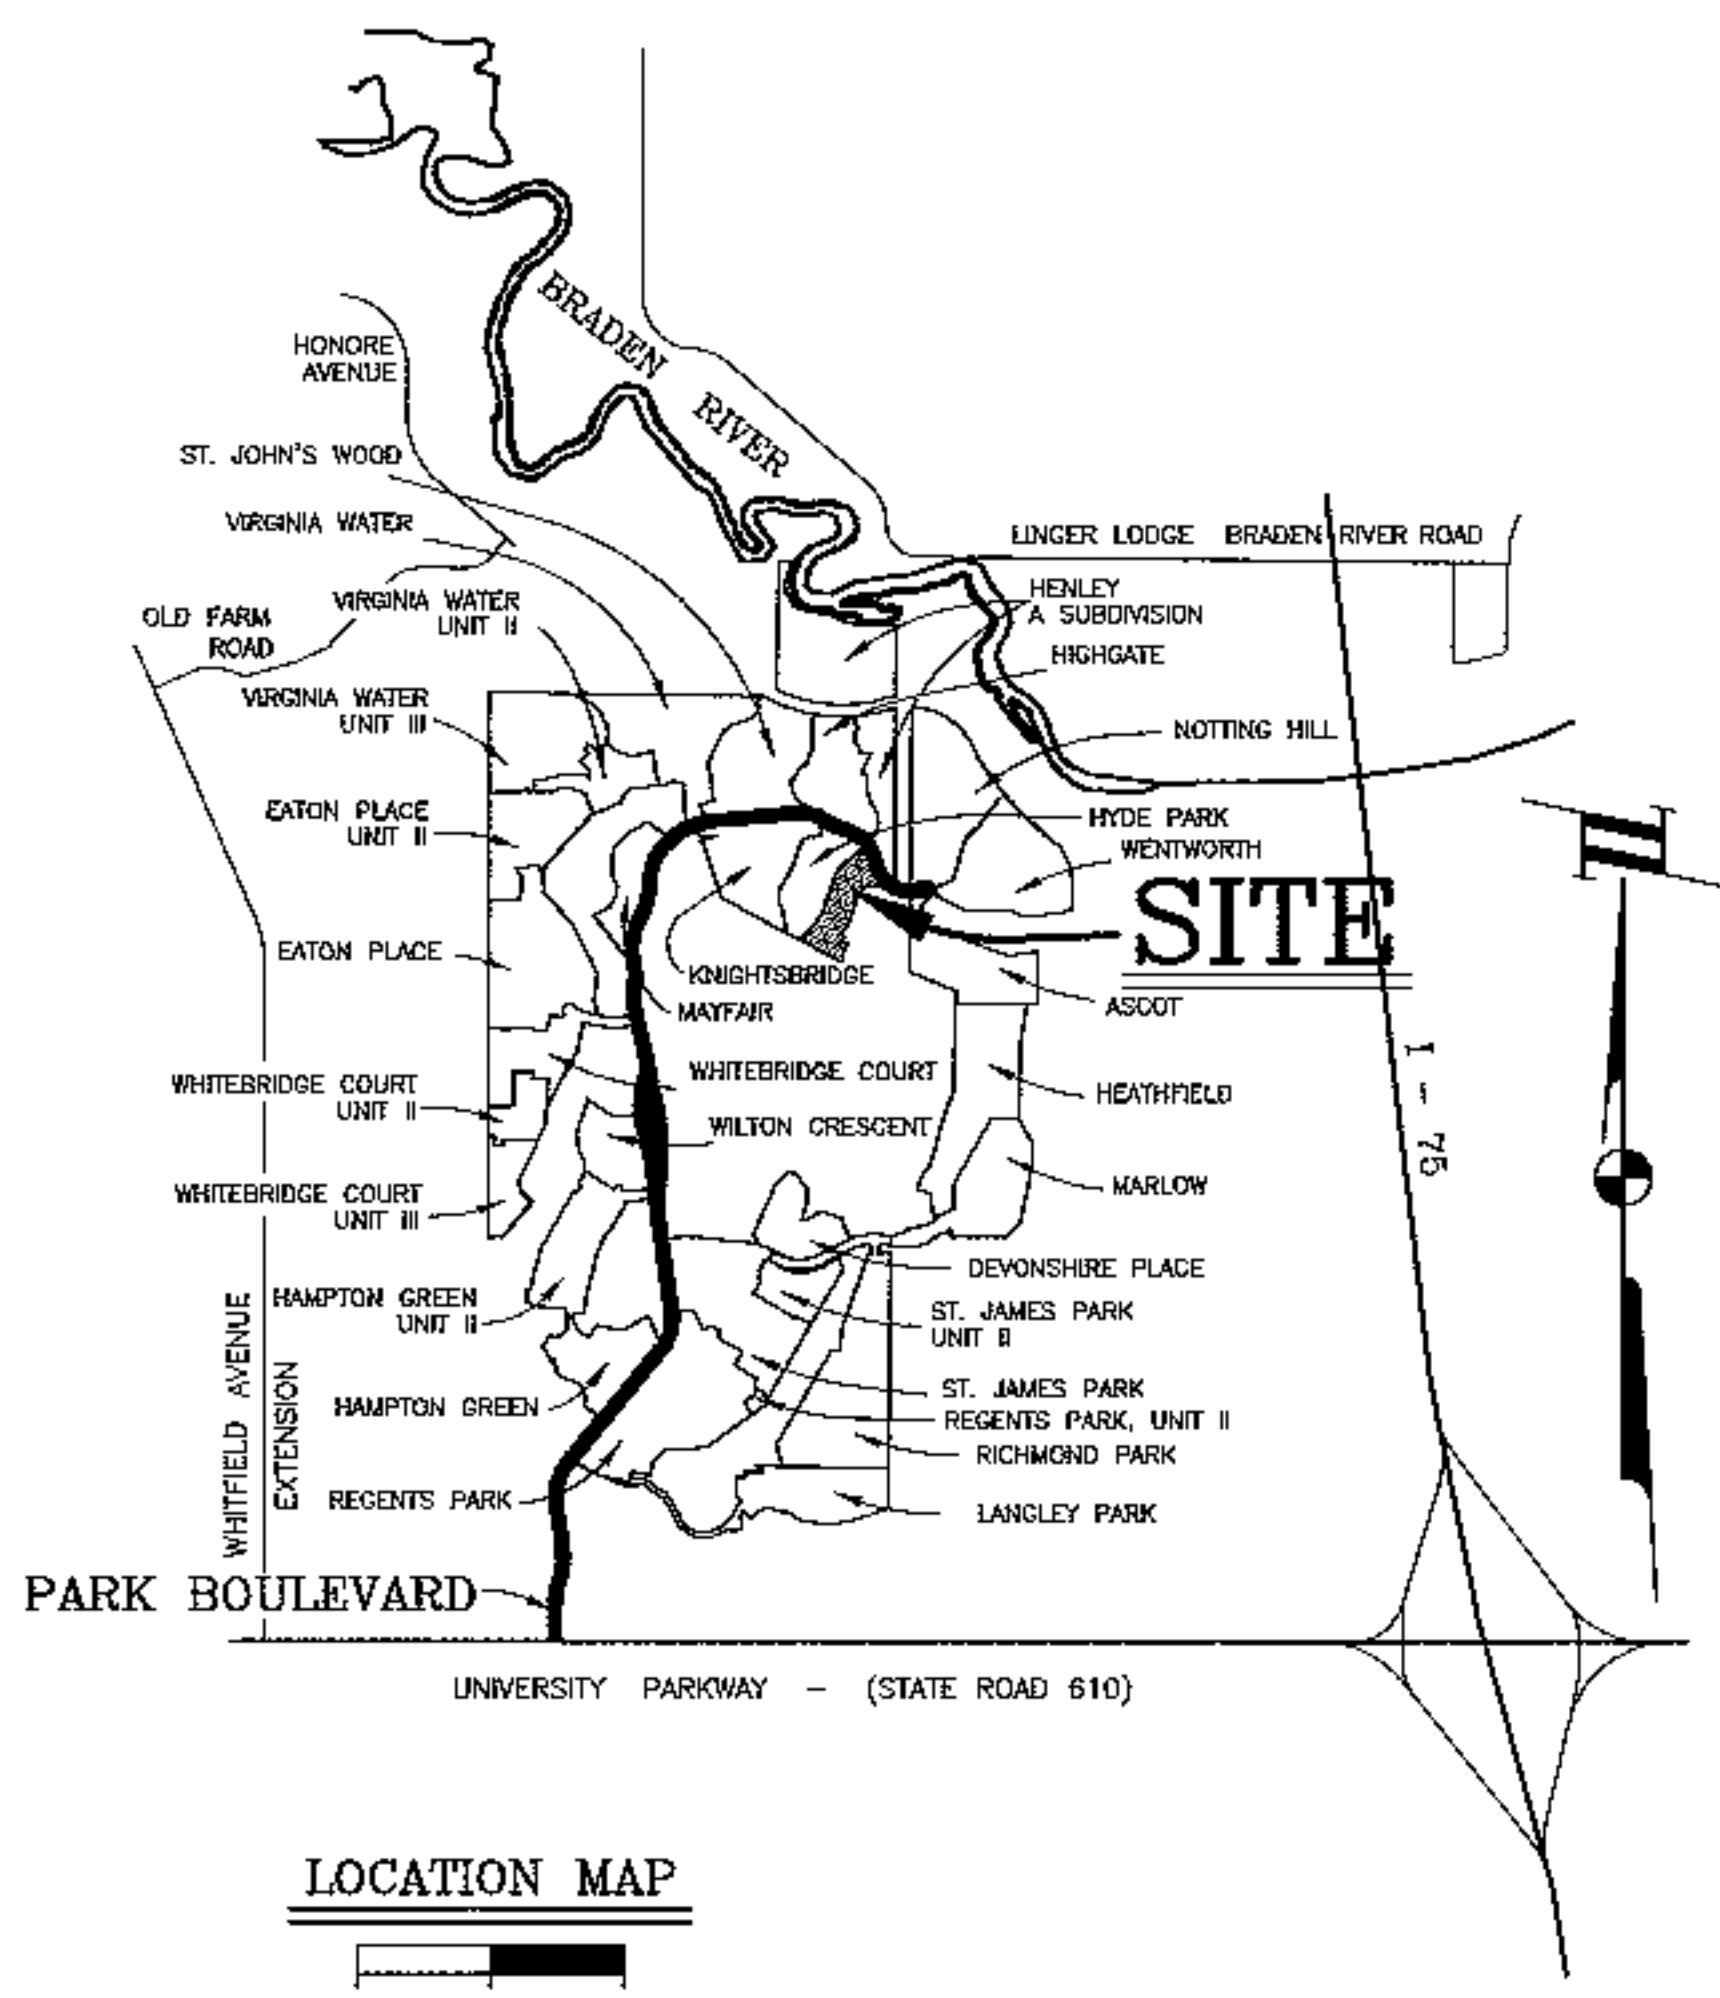 BRADEN
RIVER
HONORE
AVENUE
ST. JOHN'S WOOD
VIRGINIA WATER
LINGER LODGE BRADEN RIVER ROAD
HENLEY
A SUBDIVISION
VIRGINIA WATER
UNIT II
OLD FARM
ROAD
HIGHGATE
VIRGINIA WATER
UNIT III
NOTTING HILL
EATON PLACE
UNIT II
HYDE PARK
WENTWORTH
SITE
EATON PLACE
KNIGHTSBRIDGE
MAYFAIR
ASCOT
I - 75
WHITEBRIDGE COURT
WHITEBRIDGE COURT
UNIT II
HEATHFIELD
WILTON CRESCENT
WHITEBRIDGE COURT
UNIT III
MARLOW
DEVONSHIRE PLACE
HAMPTON GREEN
UNIT II
ST. JAMES PARK
UNIT II
WHITFIELD AVENUE
EXTENSION
ST. JAMES PARK
HAMPTON GREEN
REGENTS PARK, UNIT II
RICHMOND PARK
REGENTS PARK
LANGLEY PARK
PARK BOULEVARD
UNIVERSITY PARKWAY - (STATE ROAD 610)
LOCATION MAP